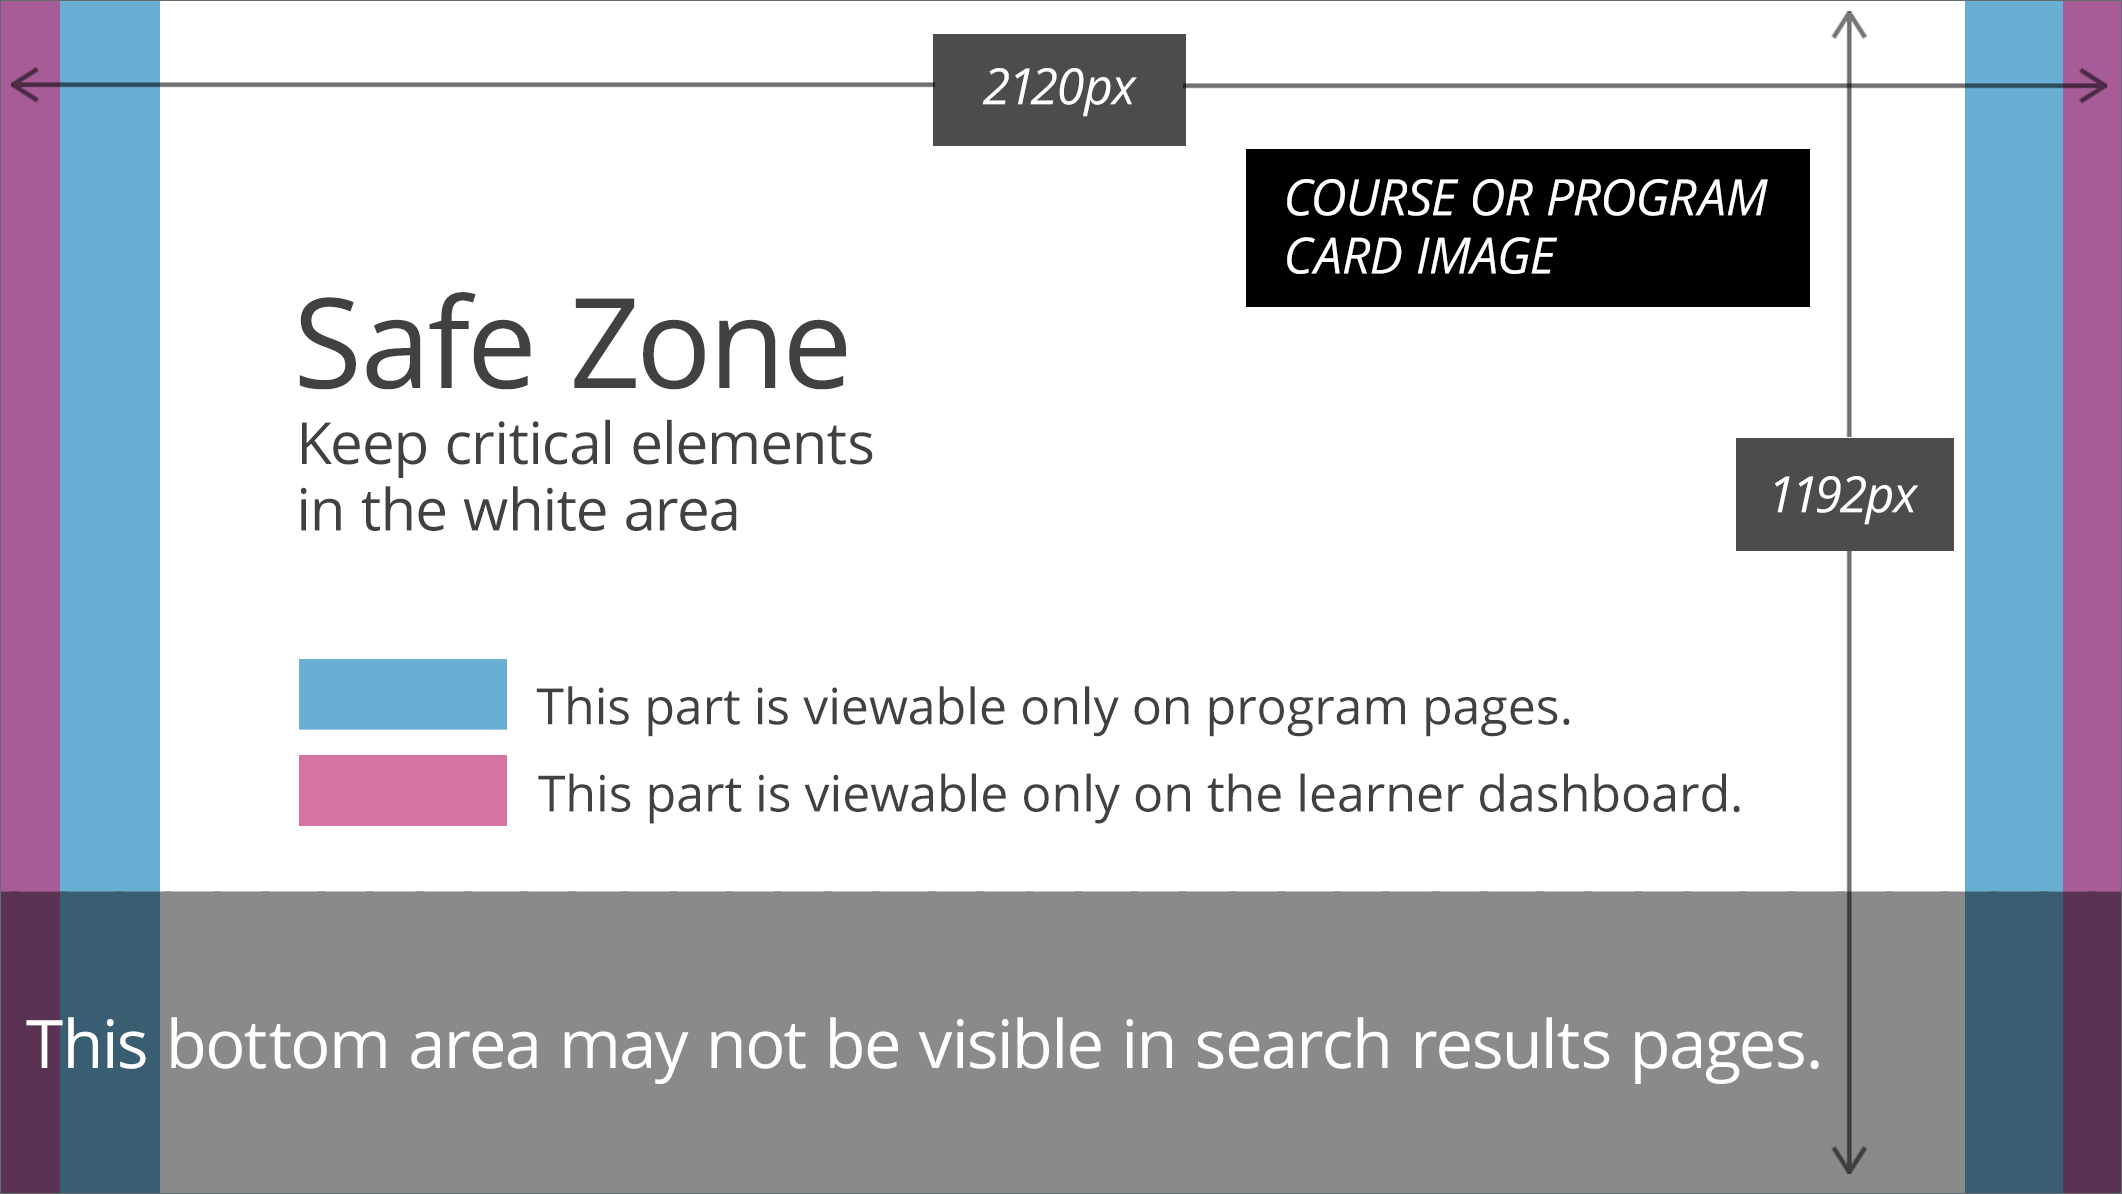 2120px
COURSE OR PROGRAM
CARD IMAGE
Safe Zone
Keep critical elements
in the white area
1192px
This part is viewable only on program pages.
This part is viewable only on the learner dashboard.
This bottom area may not be visible in search results pages.